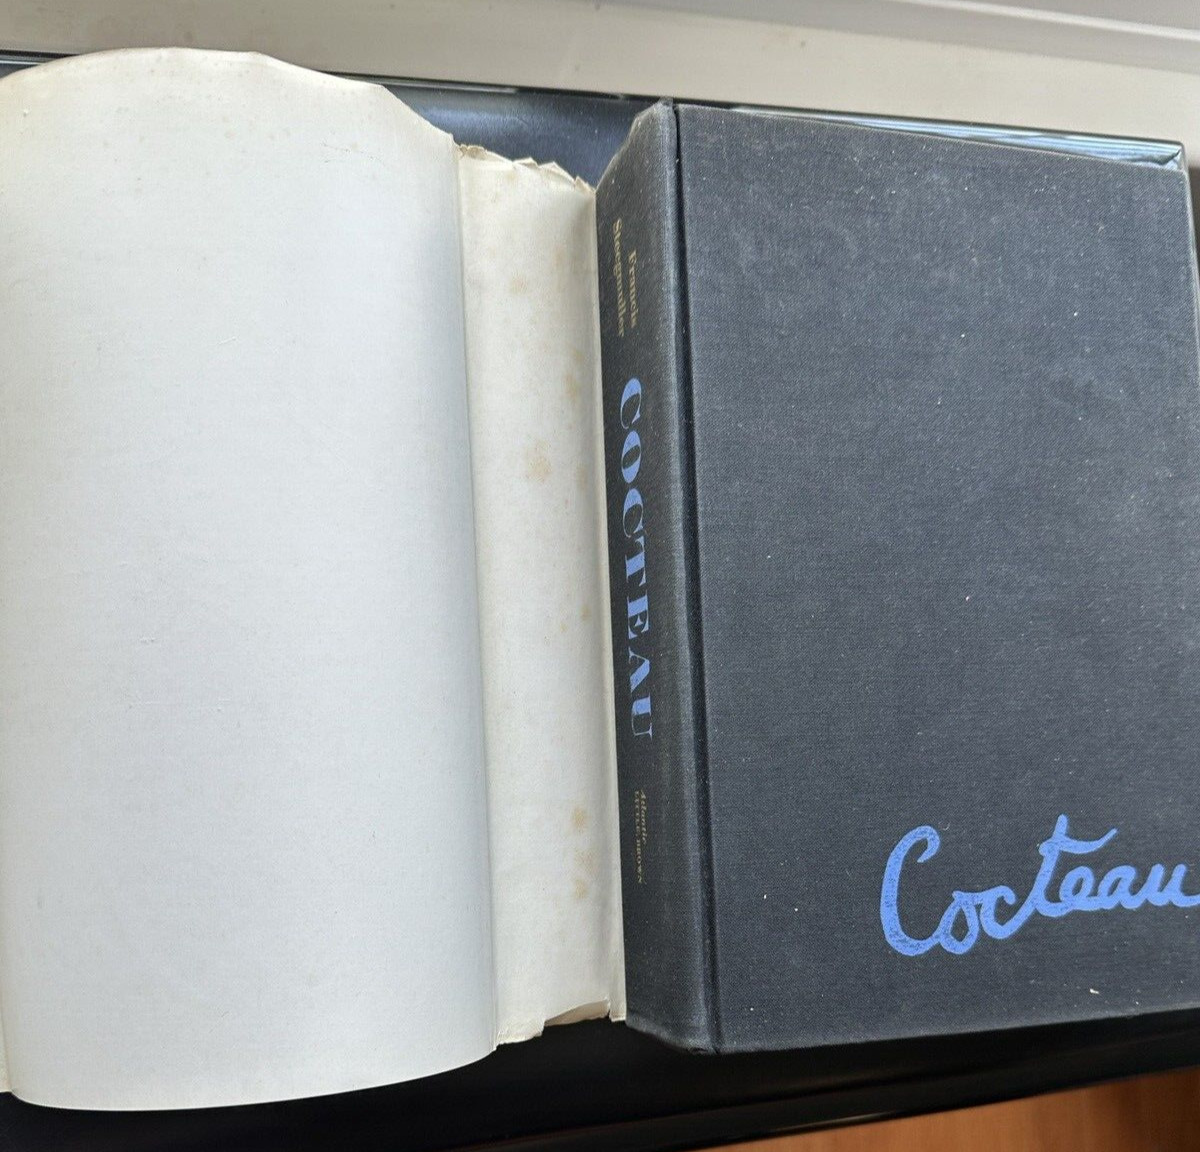 Francis
Steegmuller
COCTEAU
Atlantic
LITTLE, BROWN
Cocteau